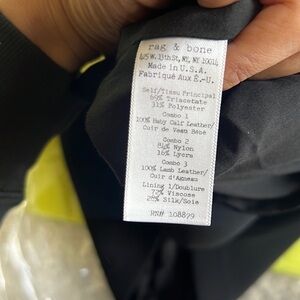 rag & bone
425 W. 13th St, NY, NY 10014
Made in U.S.A.
Fabriqué Aux É.-U.
Self/Tissu Principal
69% Triacetate
31% Polyester
Combo 1
100% Baby Calf Leather/
Cuir de Veau Bébé
Combo 2
84% Nylon
16% Lycra
Combo 3
100% Lamb Leather/
Cuir d'Agneau
Lining 1/Doublure
72% Viscose
28% Silk/Soie
RN# 108879